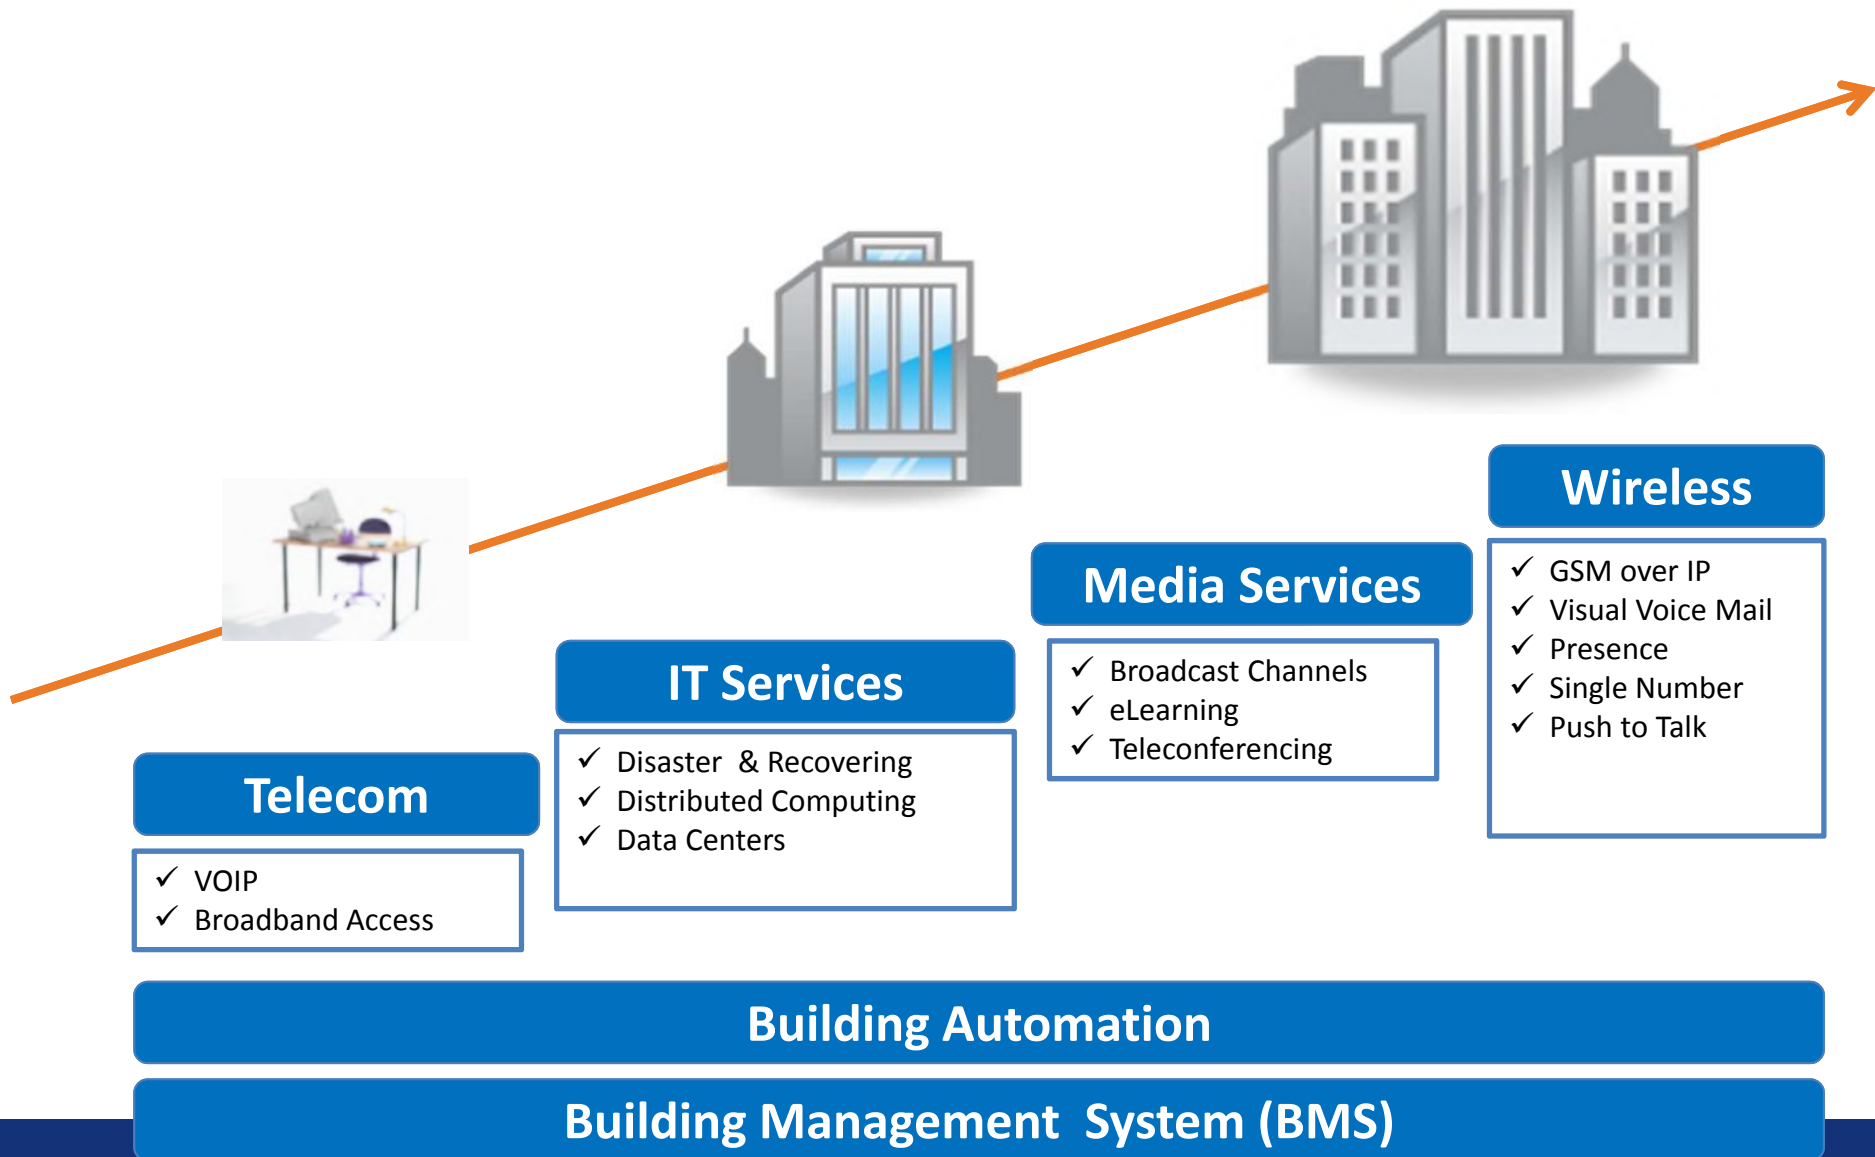 Telecom
✓ VOIP
✓ Broadband Access
IT Services
✓ Disaster  & Recovering
✓ Distributed Computing
✓ Data Centers
Media Services
✓ Broadcast Channels
✓ eLearning
✓ Teleconferencing
Wireless
✓ GSM over IP
✓ Visual Voice Mail
✓ Presence
✓ Single Number
✓ Push to Talk
Building Automation
Building Management  System (BMS)